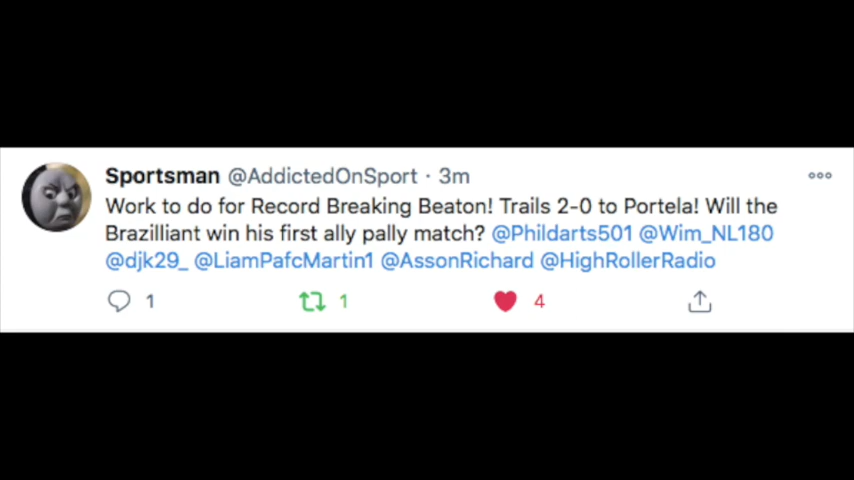 Sportsman @AddictedOnSport · 3m
Work to do for Record Breaking Beaton! Trails 2-0 to Portela! Will the
Brazilliant win his first ally pally match? @Phildarts501 @Wim_NL180
@djk29_ @LiamPafcMartin1 @AssonRichard @HighRollerRadio
1 1 4